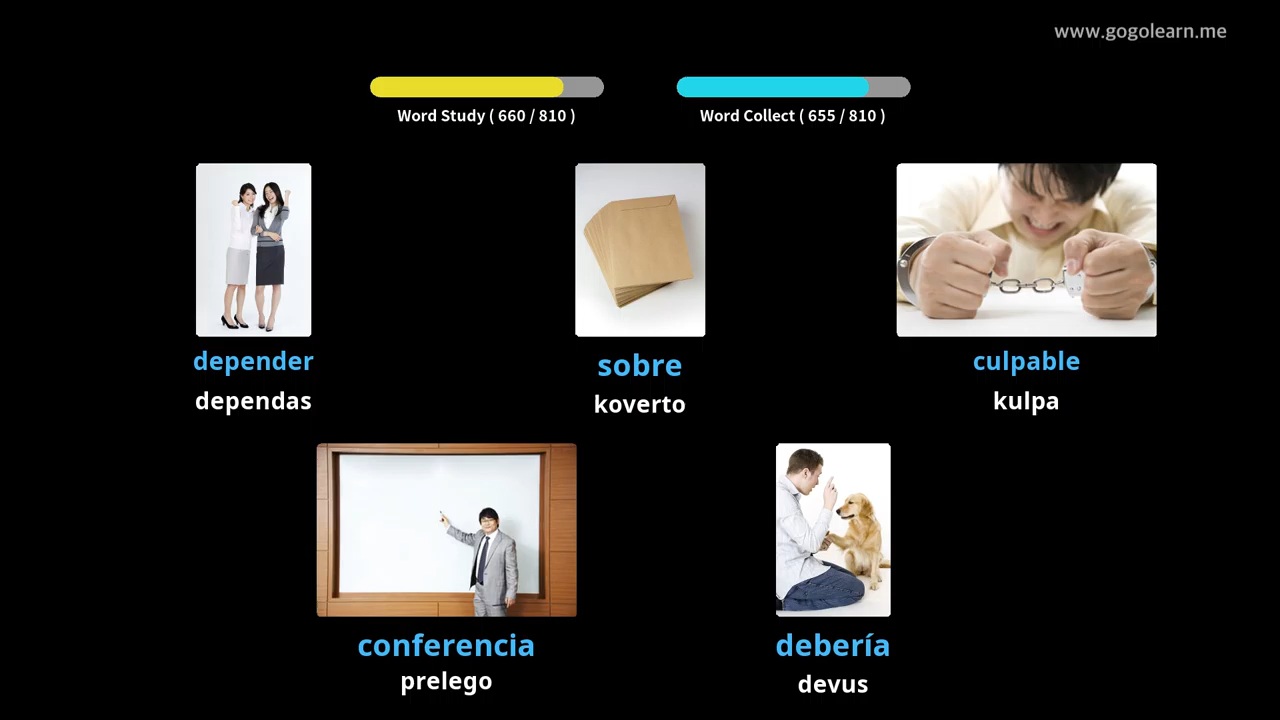 www.gogolearn.me
Word Study ( 660 / 810 )
Word Collect ( 655 / 810 )
depender
dependas
sobre
koverto
culpable
kulpa
conferencia
prelego
debería
devus